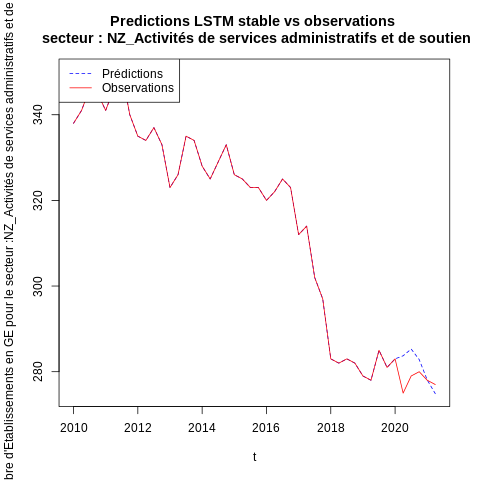 Predictions LSTM stable vs observations
secteur : NZ_Activités de services administratifs et de soutien
Prédictions
Observations
bre d'Etablissements en GE pour le secteur :NZ_Activités de services administratifs et de
340
320
300
280
2010 2012 2014 2016 2018 2020
t